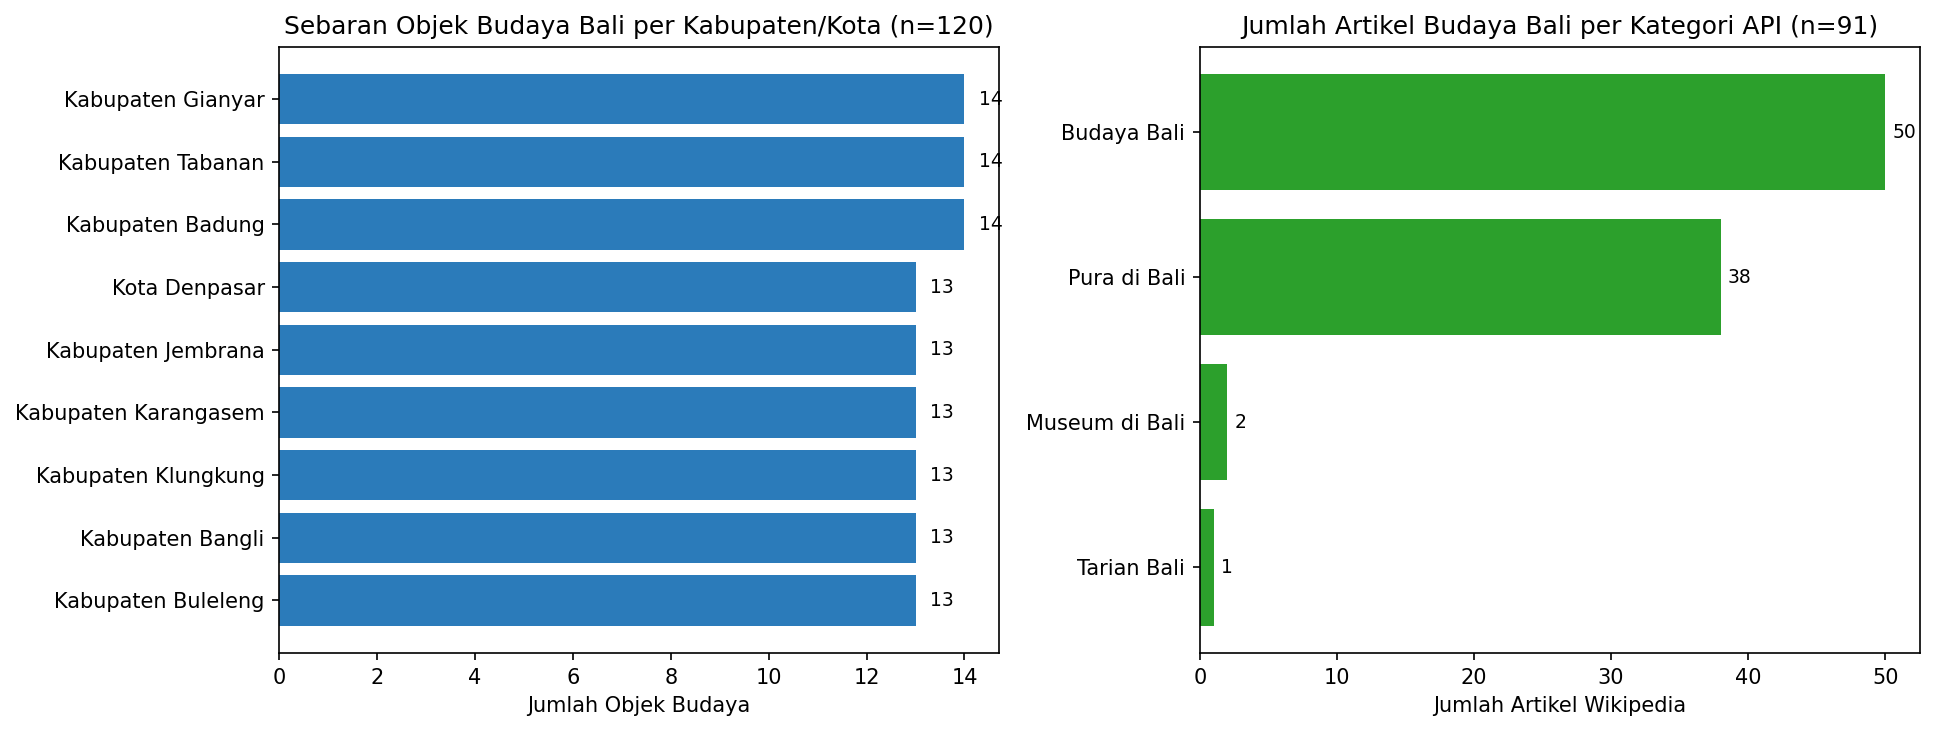 Sebaran Objek Budaya Bali per Kabupaten/Kota (n=120)
Kabupaten Gianyar 14
Kabupaten Tabanan 14
Kabupaten Badung 14
Kota Denpasar 13
Kabupaten Jembrana 13
Kabupaten Karangasem 13
Kabupaten Klungkung 13
Kabupaten Bangli 13
Kabupaten Buleleng 13
0 2 4 6 8 10 12 14
Jumlah Objek Budaya
Jumlah Artikel Budaya Bali per Kategori API (n=91)
Budaya Bali 50
Pura di Bali 38
Museum di Bali 2
Tarian Bali 1
0 10 20 30 40 50
Jumlah Artikel Wikipedia